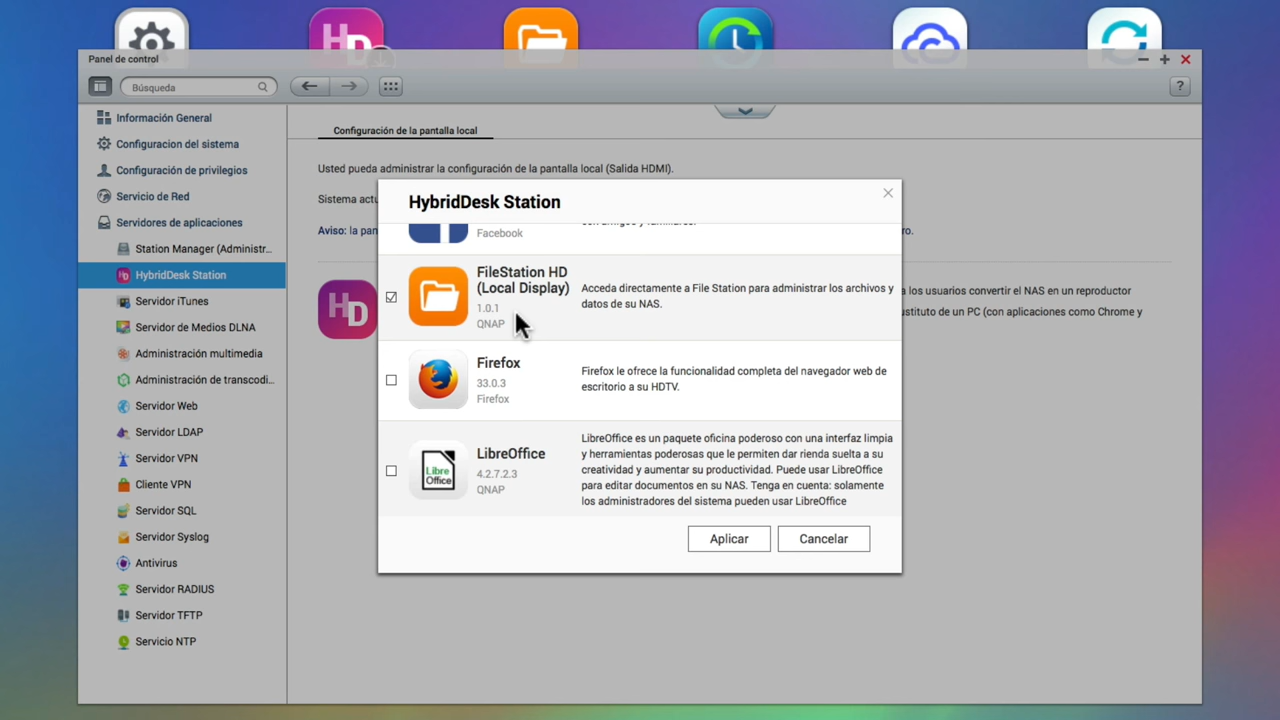 Panel de control
Búsqueda
?
Información General
Configuracion del sistema
Configuración de privilegios
Servicio de Red
Servidores de aplicaciones
Station Manager (Administr...
HybridDesk Station
Servidor iTunes
Servidor de Medios DLNA
Administración multimedia
Administración de transcodi...
Servidor Web
Servidor LDAP
Servidor VPN
Cliente VPN
Servidor SQL
Servidor Syslog
Antivirus
Servidor RADIUS
Servidor TFTP
Servicio NTP
Configuración de la pantalla local
Usted pueda administrar la configuración de la pantalla local (Salida HDMI).
Sistema actu
Aviso: la pan
ro.
HD
a los usuarios convertir el NAS en un reproductor
stituto de un PC (con aplicaciones como Chrome y
HybridDesk Station
Facebook
FileStation HD
(Local Display)
1.0.1
QNAP
Acceda directamente a File Station para administrar los archivos y
datos de su NAS.
Firefox
33.0.3
Firefox
Firefox le ofrece la funcionalidad completa del navegador web de
escritorio a su HDTV.
Libre
Office
LibreOffice
4.2.7.2.3
QNAP
LibreOffice es un paquete oficina poderoso con una interfaz limpia
y herramientas poderosas que le permiten dar rienda suelta a su
creatividad y aumentar su productividad. Puede usar LibreOffice
para editar documentos en su NAS. Tenga en cuenta: solamente
los administradores del sistema pueden usar LibreOffice
Aplicar
Cancelar